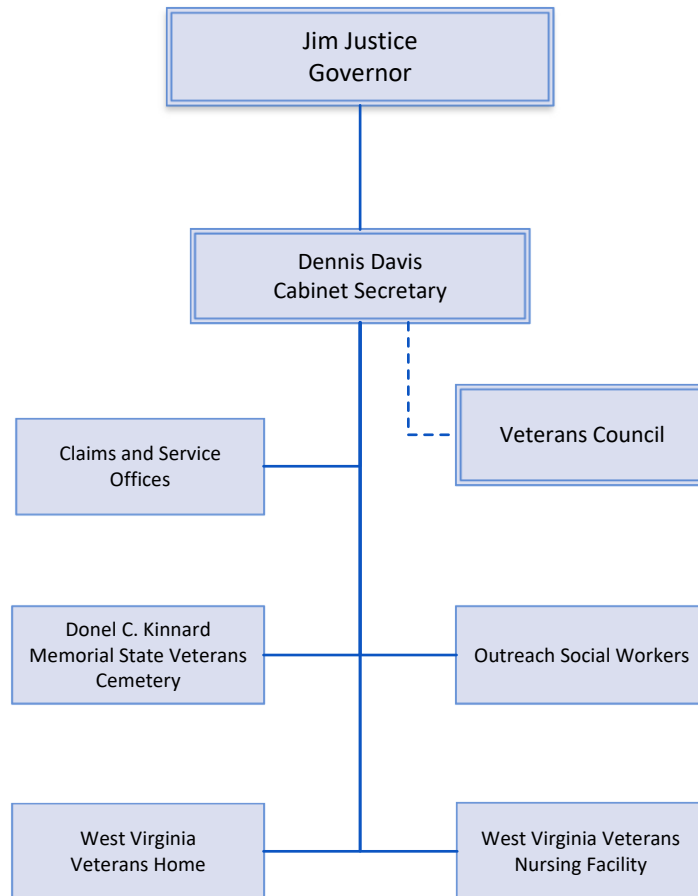 Jim Justice
Governor
Dennis Davis
Cabinet Secretary
Veterans Council
Claims and Service
Offices
Donel C. Kinnard
Memorial State Veterans
Cemetery
Outreach Social Workers
West Virginia
Veterans Home
West Virginia Veterans
Nursing Facility